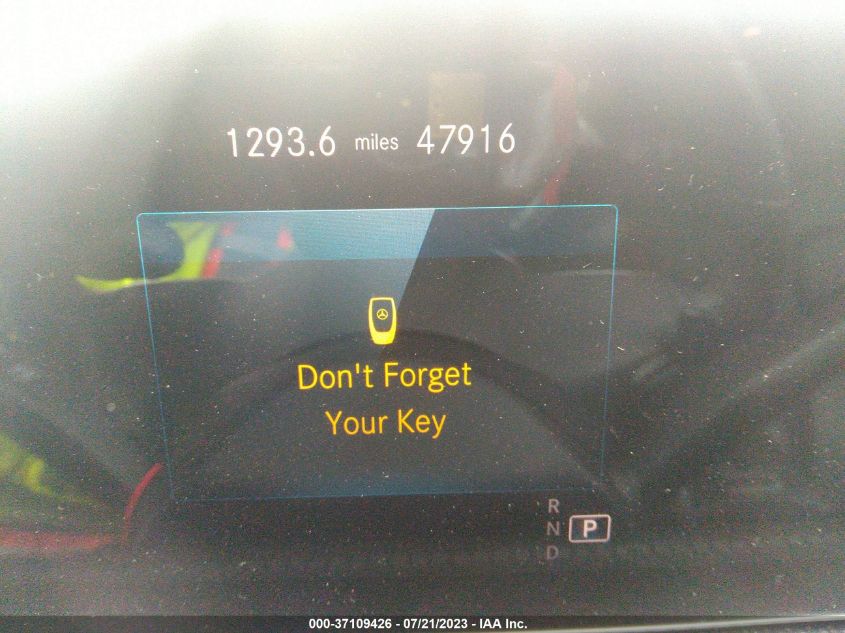 1293.6 miles 47916
Don't Forget
Your Key
R
N P
D
000-37109426 - 07/21/2023 - IAA Inc.